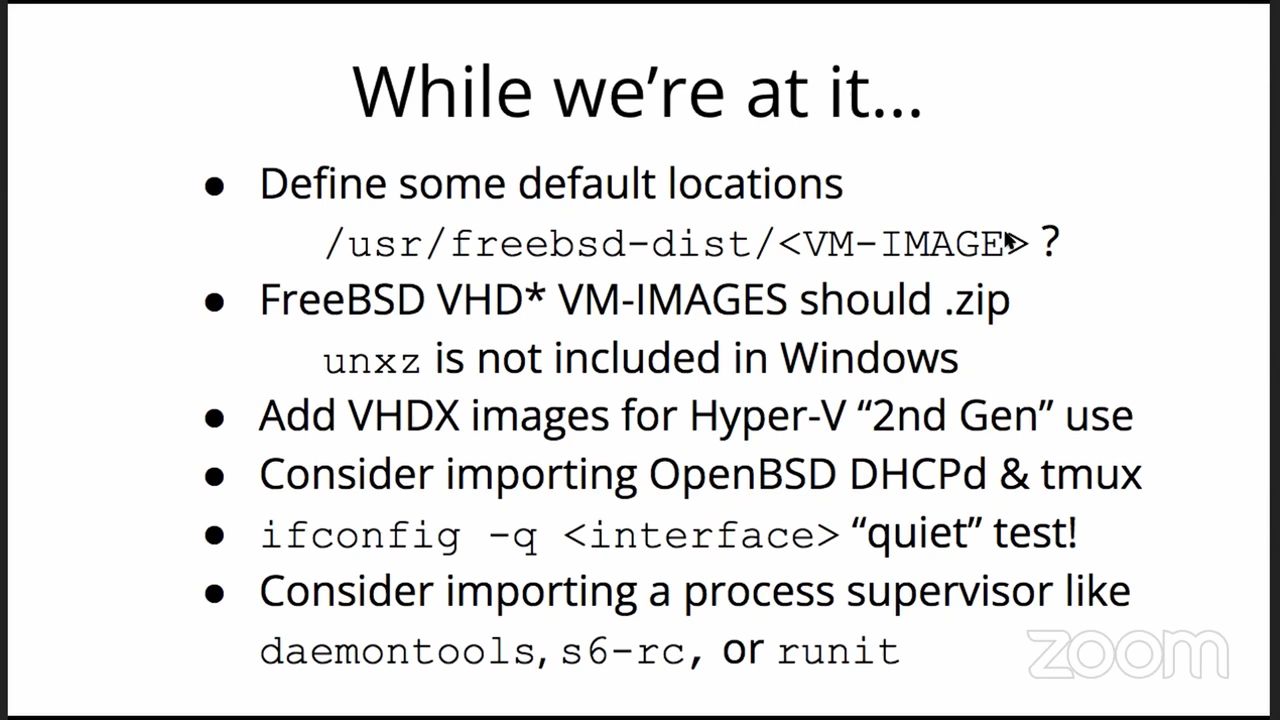 While we’re at it...
● Define some default locations
/usr/freebsd-dist/<VM-IMAGE> ?
● FreeBSD VHD* VM-IMAGES should .zip
unxz is not included in Windows
● Add VHDX images for Hyper-V “2nd Gen” use
● Consider importing OpenBSD DHCPd & tmux
● ifconfig -q <interface> “quiet” test!
● Consider importing a process supervisor like
daemontools, s6-rc, or runit
zoom